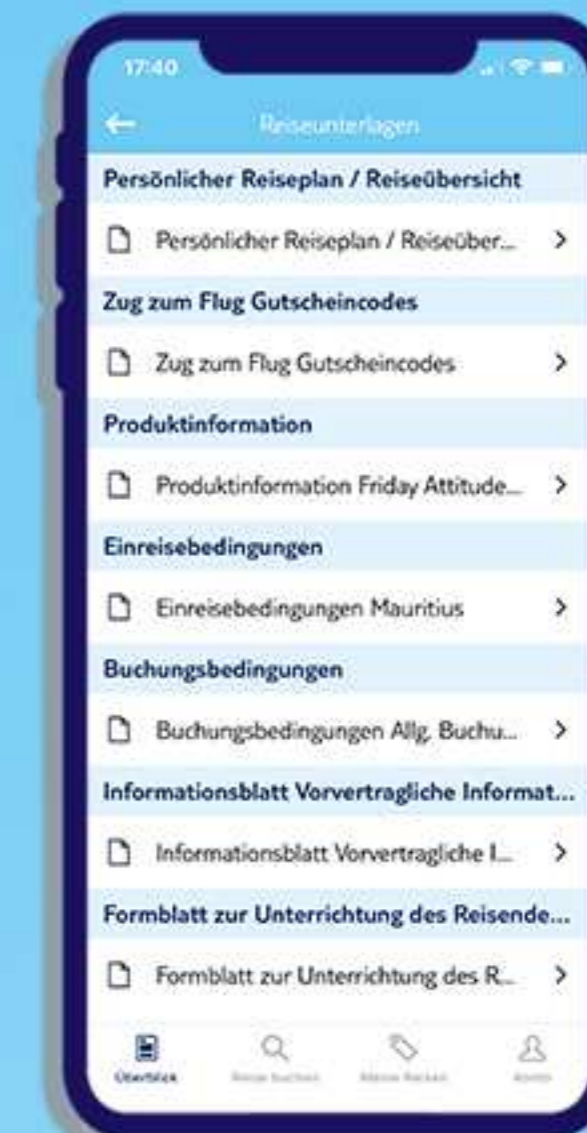 17:40
Reiseunterlagen
Persönlicher Reiseplan / Reiseübersicht
Persönlicher Reiseplan / Reiseüber...
Zug zum Flug Gutscheincodes
Zug zum Flug Gutscheincodes
Produktinformation
Produktinformation Friday Attitude...
Einreisebedingungen
Einreisebedingungen Mauritius
Buchungsbedingungen
Buchungsbedingungen Allg. Buchu...
Informationsblatt Vorvertragliche Informat...
Informationsblatt Vorvertragliche I...
Formblatt zur Unterrichtung des Reisende...
Formblatt zur Unterrichtung des R...
Überblick